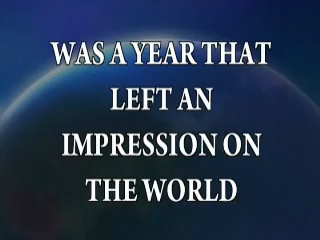 WAS A YEAR THAT
LEFT AN
IMPRESSION ON
THE WORLD